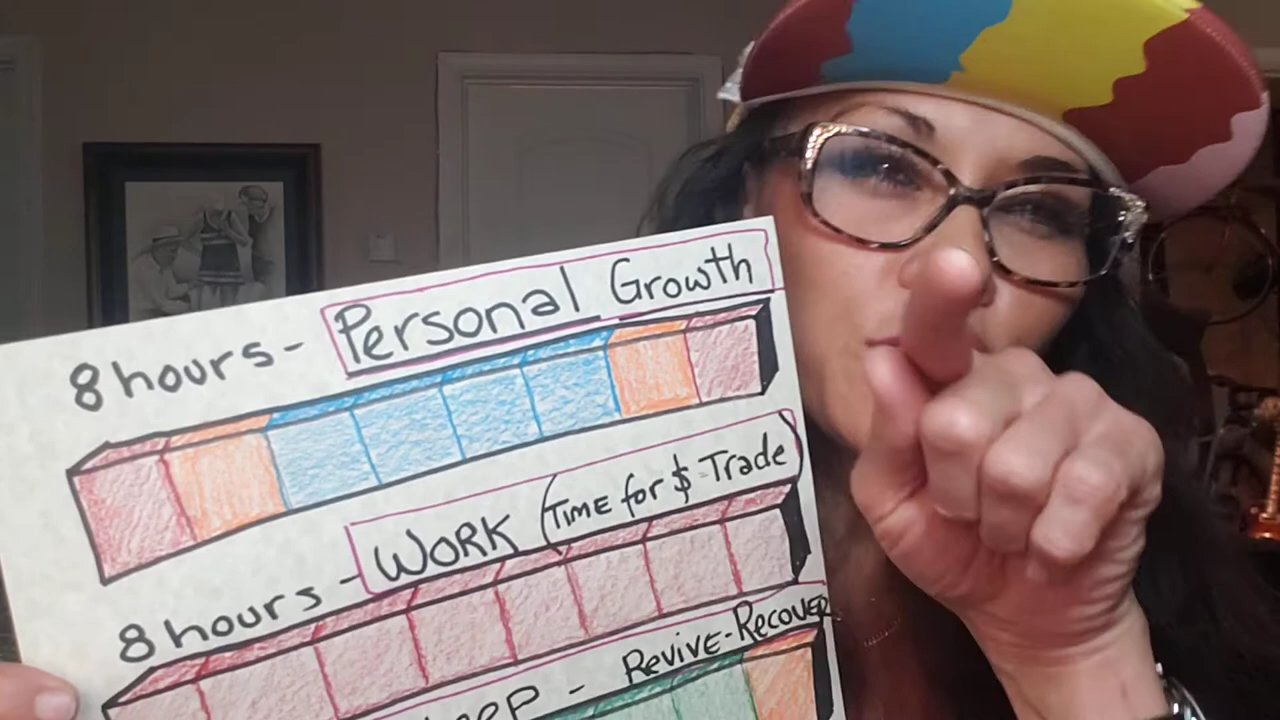 8 hours - Personal Growth
8 hours - WORK (TIME for $ Trade)
- REVIVE-RECOVER